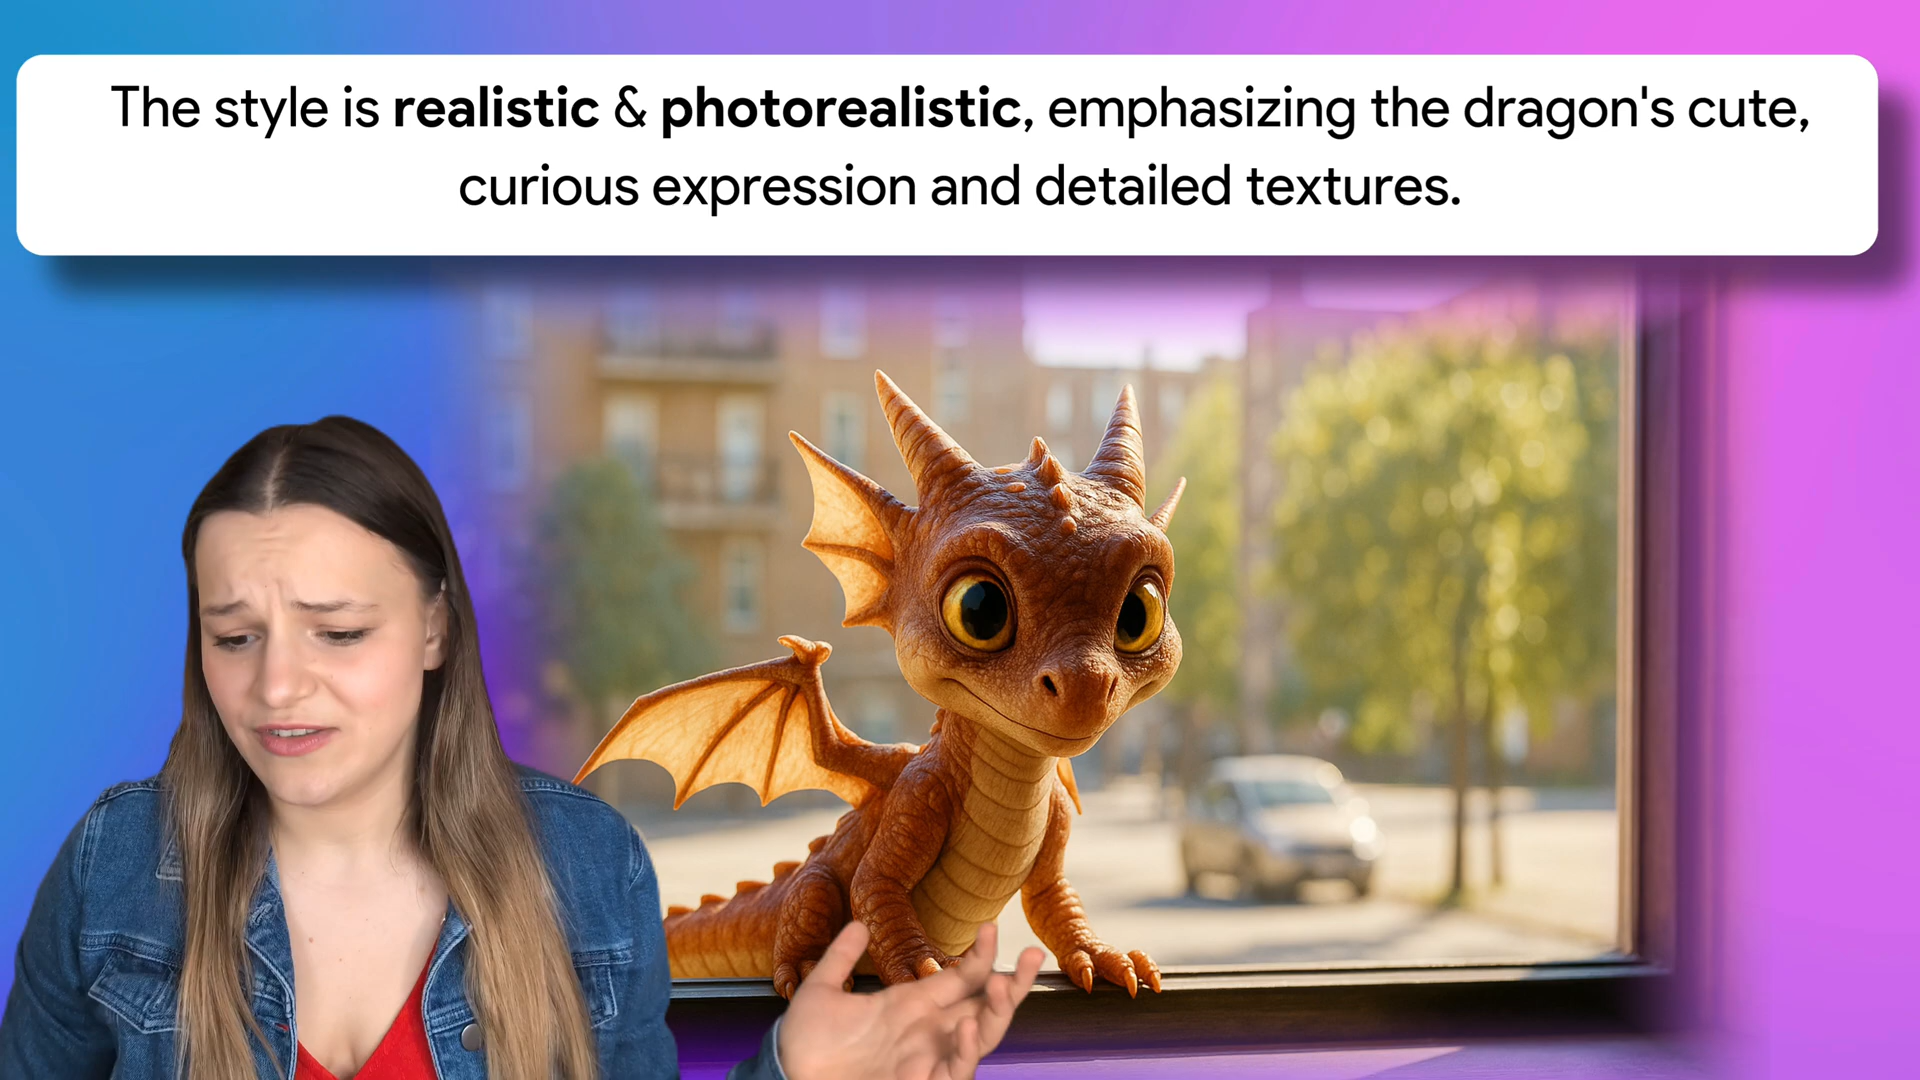 The style is realistic & photorealistic, emphasizing the dragon's cute,
curious expression and detailed textures.